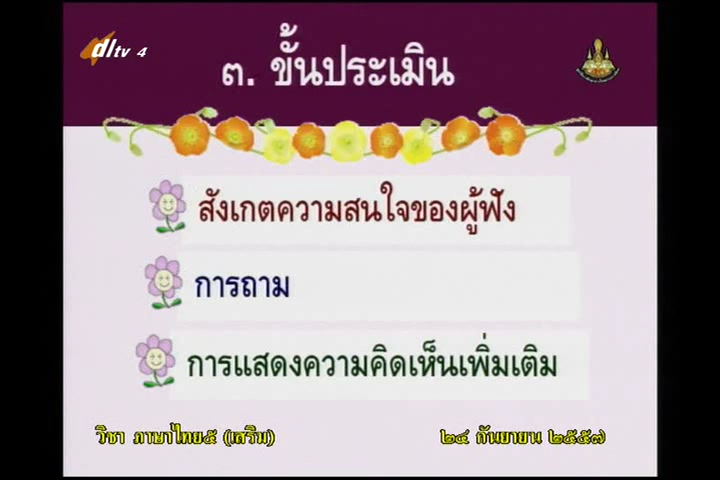 dltv 4
๓. ขั้นประเมิน
สังเกตความสนใจของผู้ฟัง
การถาม
การแสดงความคิดเห็นเพิ่มเติม
วิชา ภาษาไทย๕ (เสริม)
๒๔ กันยายน ๒๕๕๗